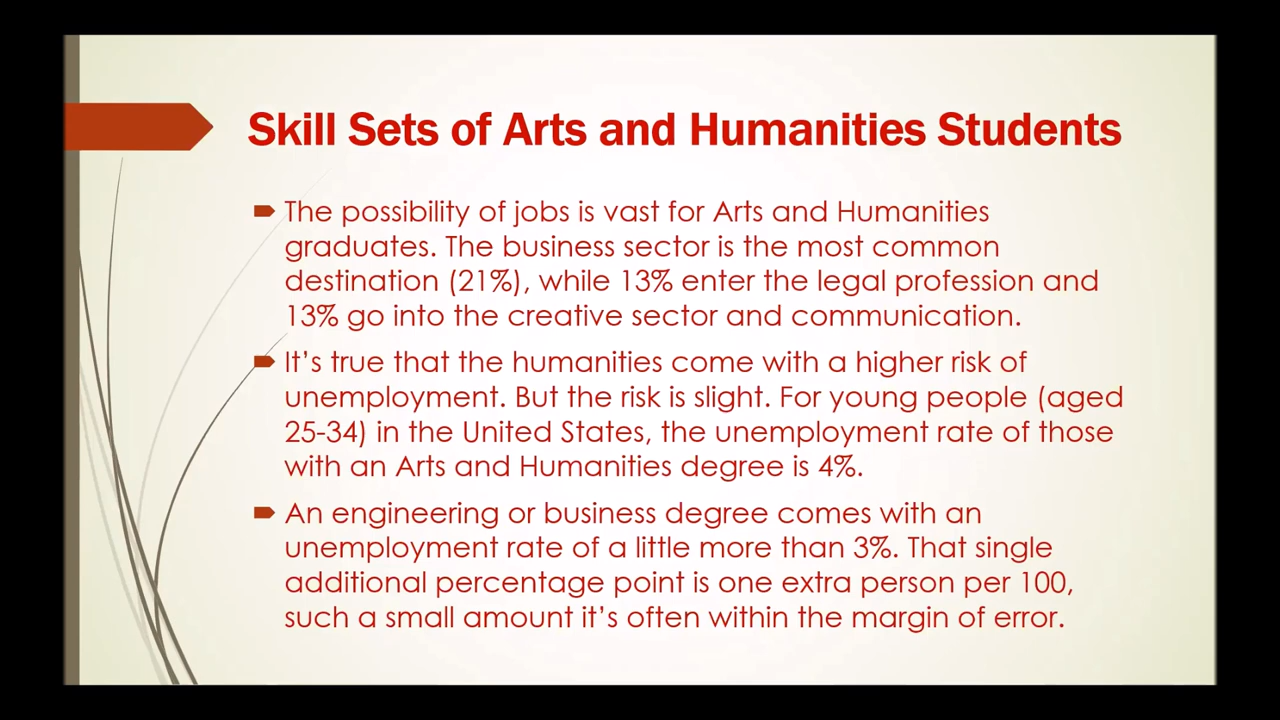 Skill Sets of Arts and Humanities Students
The possibility of jobs is vast for Arts and Humanities
graduates. The business sector is the most common
destination (21%), while 13% enter the legal profession and
13% go into the creative sector and communication.
It’s true that the humanities come with a higher risk of
unemployment. But the risk is slight. For young people (aged
25-34) in the United States, the unemployment rate of those
with an Arts and Humanities degree is 4%.
An engineering or business degree comes with an
unemployment rate of a little more than 3%. That single
additional percentage point is one extra person per 100,
such a small amount it’s often within the margin of error.